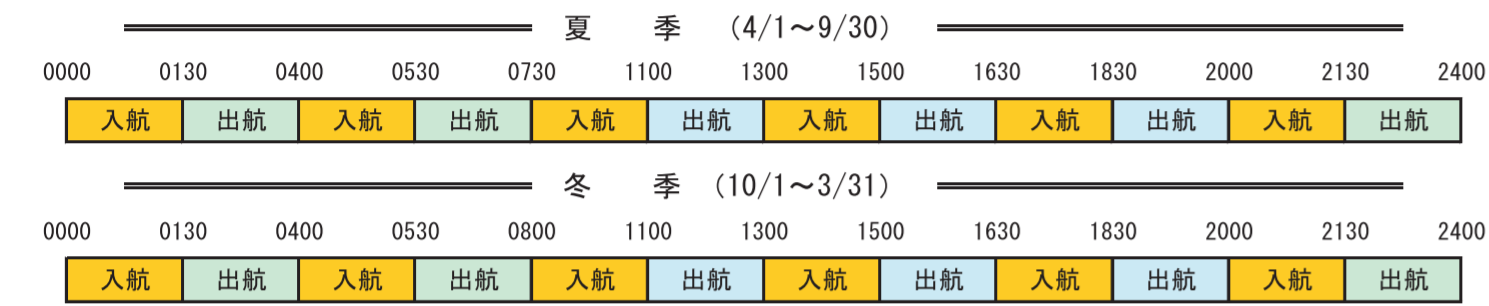 夏 季 (4/1～9/30)
0000 0130 0400 0530 0730 1100 1300 1500 1630 1830 2000 2130 2400
入航 出航 入航 出航 入航 出航 入航 出航 入航 出航 入航 出航
冬 季 (10/1～3/31)
0000 0130 0400 0530 0800 1100 1300 1500 1630 1830 2000 2130 2400
入航 出航 入航 出航 入航 出航 入航 出航 入航 出航 入航 出航